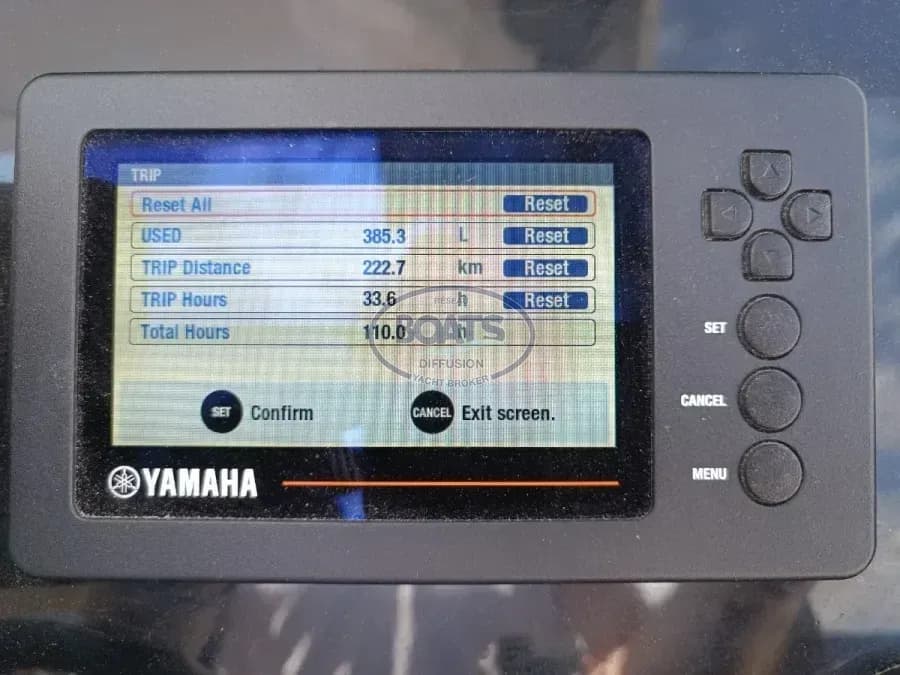 TRIP
Reset All Reset
USED 385.3 L Reset
TRIP Distance 222.7 km Reset
TRIP Hours 33.6 h Reset
Total Hours 110.0 h
BOATS
DIFFUSION
YACHT BROKER
SET Confirm CANCEL Exit screen.
YAMAHA
SET
CANCEL
MENU